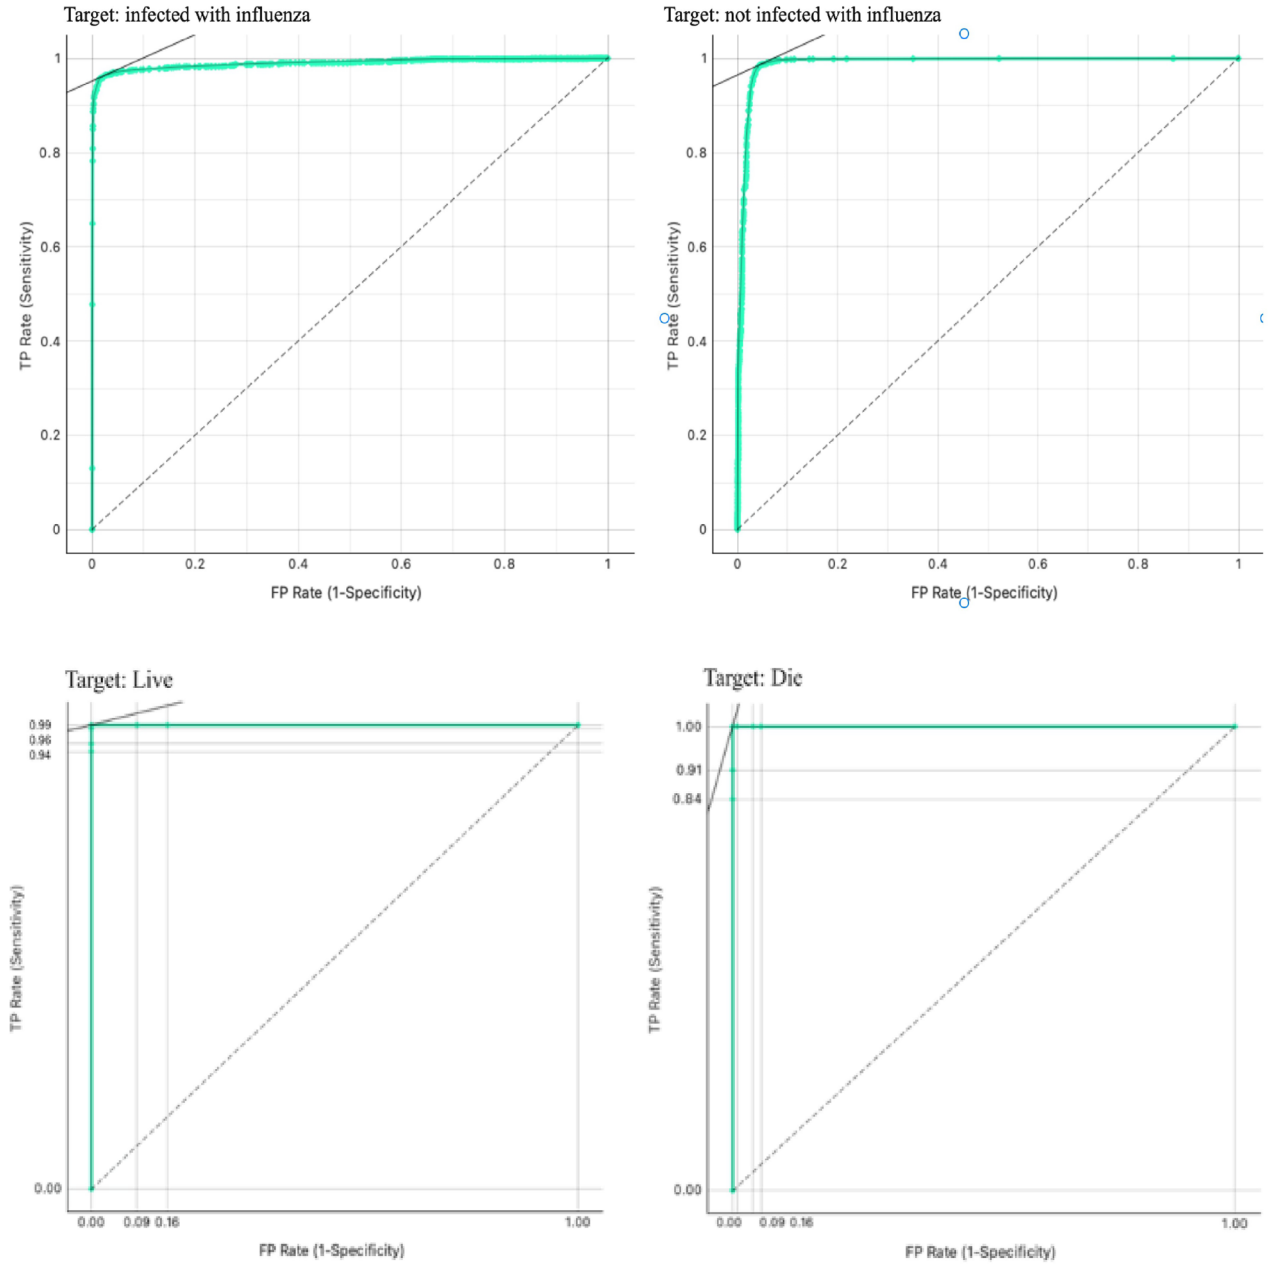 Target: infected with influenza
1
0.8
0.6
0.4
0.2
0
TP Rate (Sensitivity)
0 0.2 0.4 0.6 0.8 1
FP Rate (1-Specificity)
Target: not infected with influenza
1
0.8
0.6
0.4
0.2
0
TP Rate (Sensitivity)
0 0.2 0.4 0.6 0.8 1
FP Rate (1-Specificity)
Target: Live
0.99
0.96
0.94
0.00
TP Rate (Sensitivity)
0.00 0.09 0.16 1.00
FP Rate (1-Specificity)
Target: Die
1.00
0.91
0.84
0.00
TP Rate (Sensitivity)
0.00 0.09 0.16 1.00
FP Rate (1-Specificity)